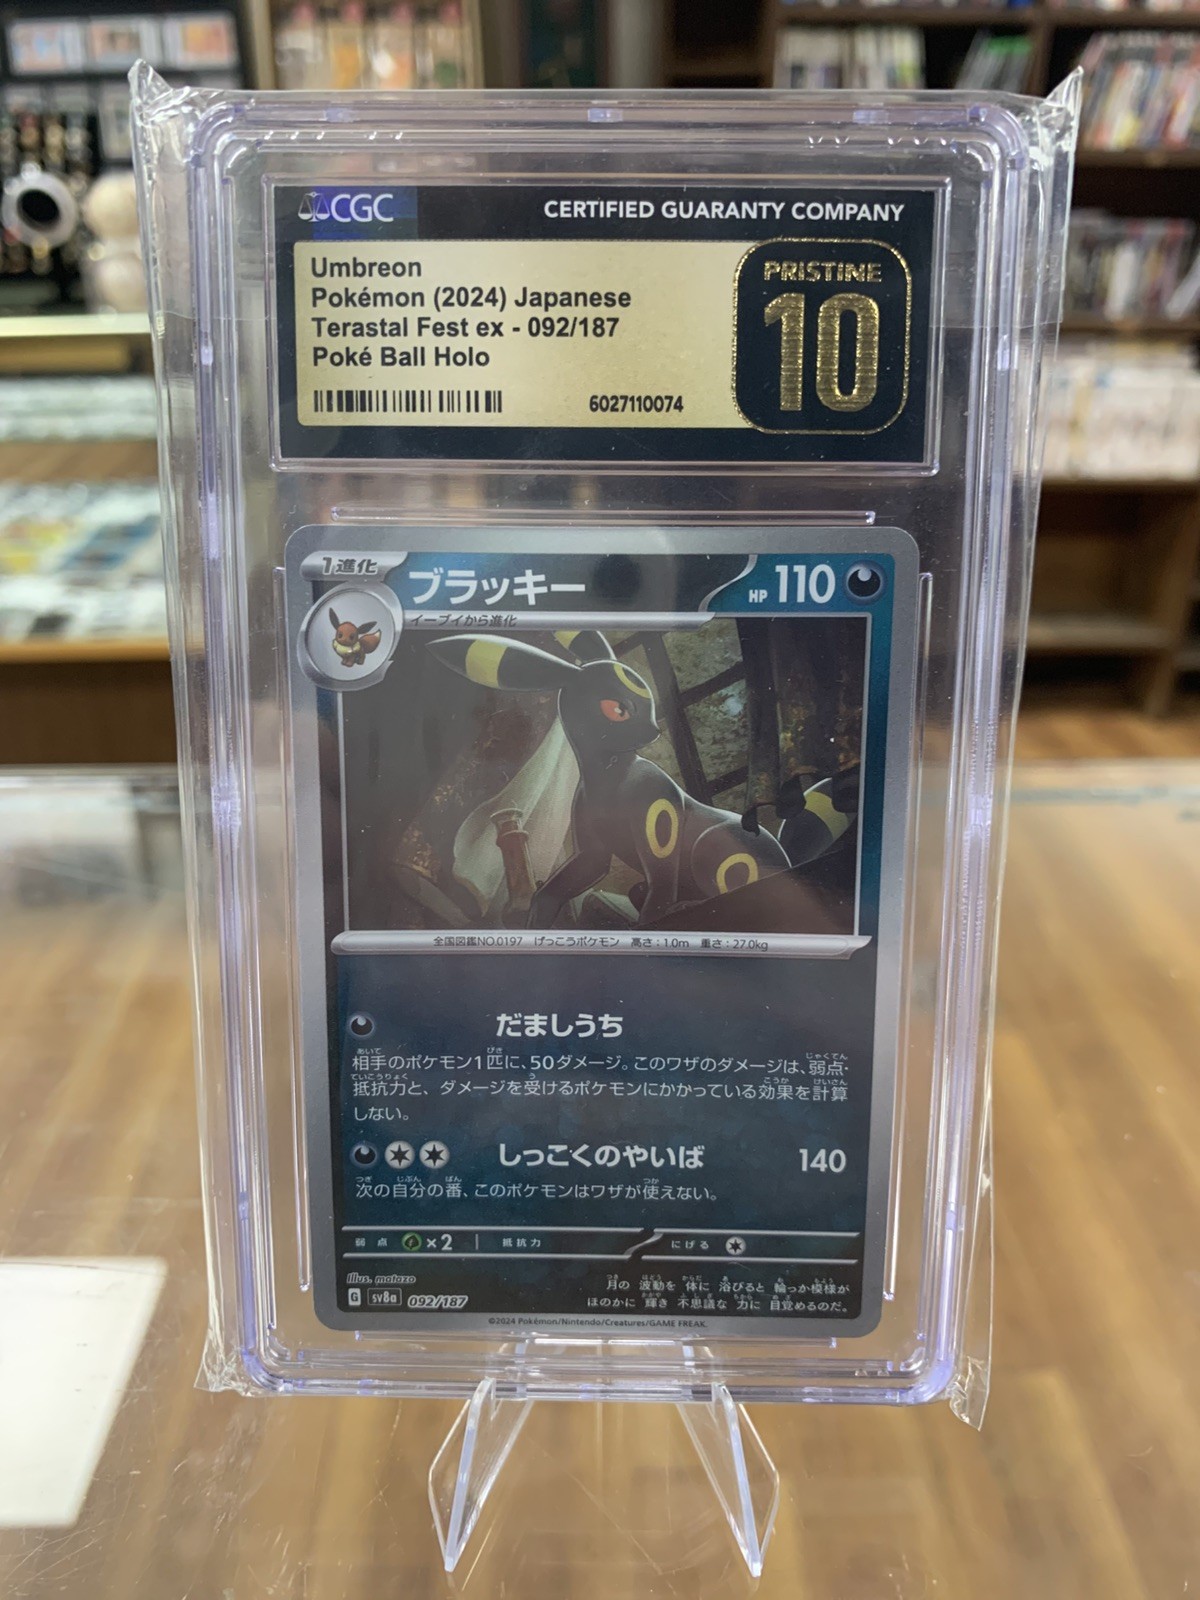 CGC
CERTIFIED GUARANTY COMPANY
Umbreon
Pokémon (2024) Japanese
Terastal Fest ex - 092/187
Poké Ball Holo
6027110074
PRISTINE
10
1進化
ブラッキー
HP 110
イーブイから進化
全国図鑑NO.0197 げっこうポケモン 高さ:1.0m 重さ:27.0kg
だましうち
相手のポケモン1匹に、50ダメージ。このワザのダメージは、弱点・
抵抗力と、ダメージを受けるポケモンにかかっている効果を計算
しない。
しっこくのやいば 140
次の自分の番、このポケモンはワザが使えない。
弱点 ×2 抵抗力 にげる
Illus. matazo
G sv8a 092/187
月の 波動を 体に 浴びると 輪っか模様が
ほのかに 輝き 不思議な 力に 目覚めるのだ。
©2024 Pokémon/Nintendo/Creatures/GAME FREAK.